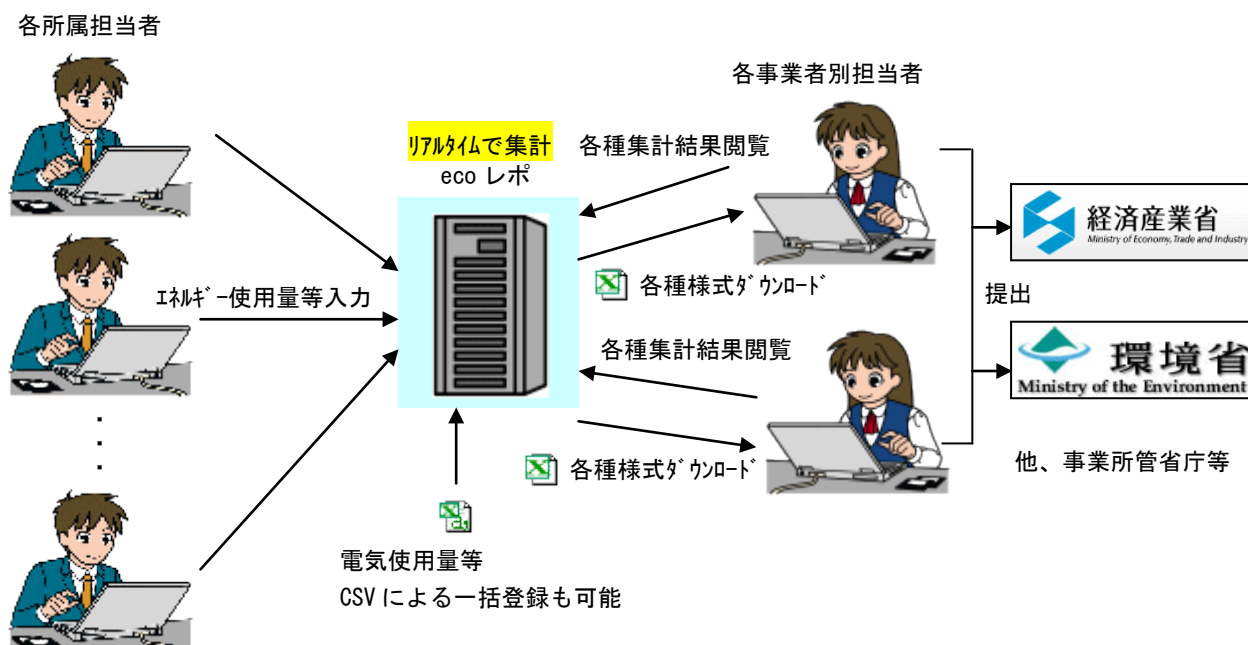 各所属担当者
各事業者別担当者
ﾘｱﾙﾀｲﾑで集計
eco レポ
各種集計結果閲覧
経済産業省
Ministry of Economy, Trade and Industry
各種様式ﾀﾞｳﾝﾛｰﾄﾞ
提出
ｴﾈﾙｷﾞｰ使用量等入力
各種集計結果閲覧
環境省
Ministry of the Environment
各種様式ﾀﾞｳﾝﾛｰﾄﾞ
他、事業所管省庁等
電気使用量等
CSV による一括登録も可能